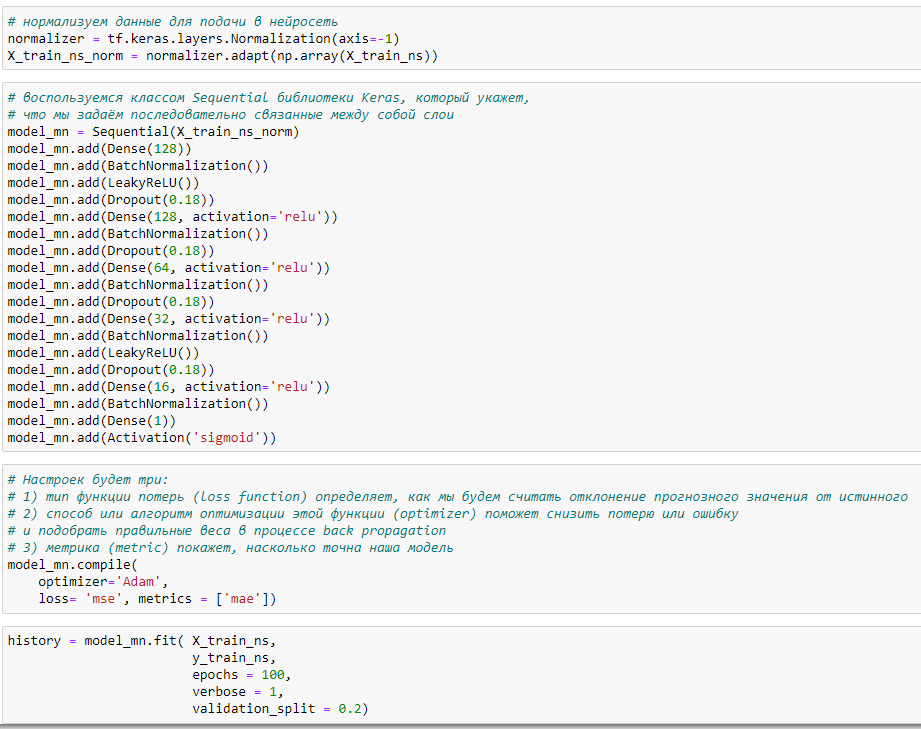 # нормализуем данные для подачи в нейросеть
normalizer = tf.keras.layers.Normalization(axis=-1)
X_train_ns_norm = normalizer.adapt(np.array(X_train_ns))
# воспользуемся классом Sequential библиотеки Keras, который укажет,
# что мы задаём последовательно связанные между собой слои
model_mn = Sequential(X_train_ns_norm)
model_mn.add(Dense(128))
model_mn.add(BatchNormalization())
model_mn.add(LeakyReLU())
model_mn.add(Dropout(0.18))
model_mn.add(Dense(128, activation='relu'))
model_mn.add(BatchNormalization())
model_mn.add(Dropout(0.18))
model_mn.add(Dense(64, activation='relu'))
model_mn.add(BatchNormalization())
model_mn.add(Dropout(0.18))
model_mn.add(Dense(32, activation='relu'))
model_mn.add(BatchNormalization())
model_mn.add(LeakyReLU())
model_mn.add(Dropout(0.18))
model_mn.add(Dense(16, activation='relu'))
model_mn.add(BatchNormalization())
model_mn.add(Dense(1))
model_mn.add(Activation('sigmoid'))
# Настроек будет три:
# 1) тип функции потерь (loss function) определяет, как мы будем считать отклонение прогнозного значения от истинного
# 2) способ или алгоритм оптимизации этой функции (optimizer) поможет снизить потерю или ошибку
# и подобрать правильные веса в процессе back propagation
# 3) метрика (metric) покажет, насколько точна наша модель
model_mn.compile(
    optimizer='Adam',
    loss= 'mse', metrics = ['mae'])
history = model_mn.fit( X_train_ns,
                        y_train_ns,
                        epochs = 100,
                        verbose = 1,
                        validation_split = 0.2)